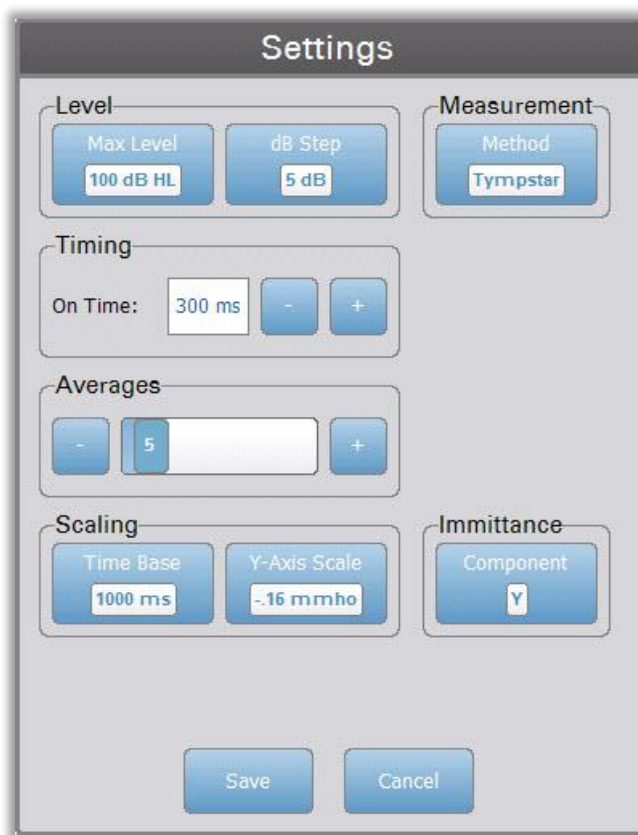 Settings
Level
Measurement
Max Level
dB Step
Method
100 dB HL
5 dB
Tympstar
Timing
On Time:
300 ms
-
+
Averages
-
5
+
Scaling
Immittance
Time Base
Y-Axis Scale
Component
1000 ms
-.16 mmho
Y
Save
Cancel